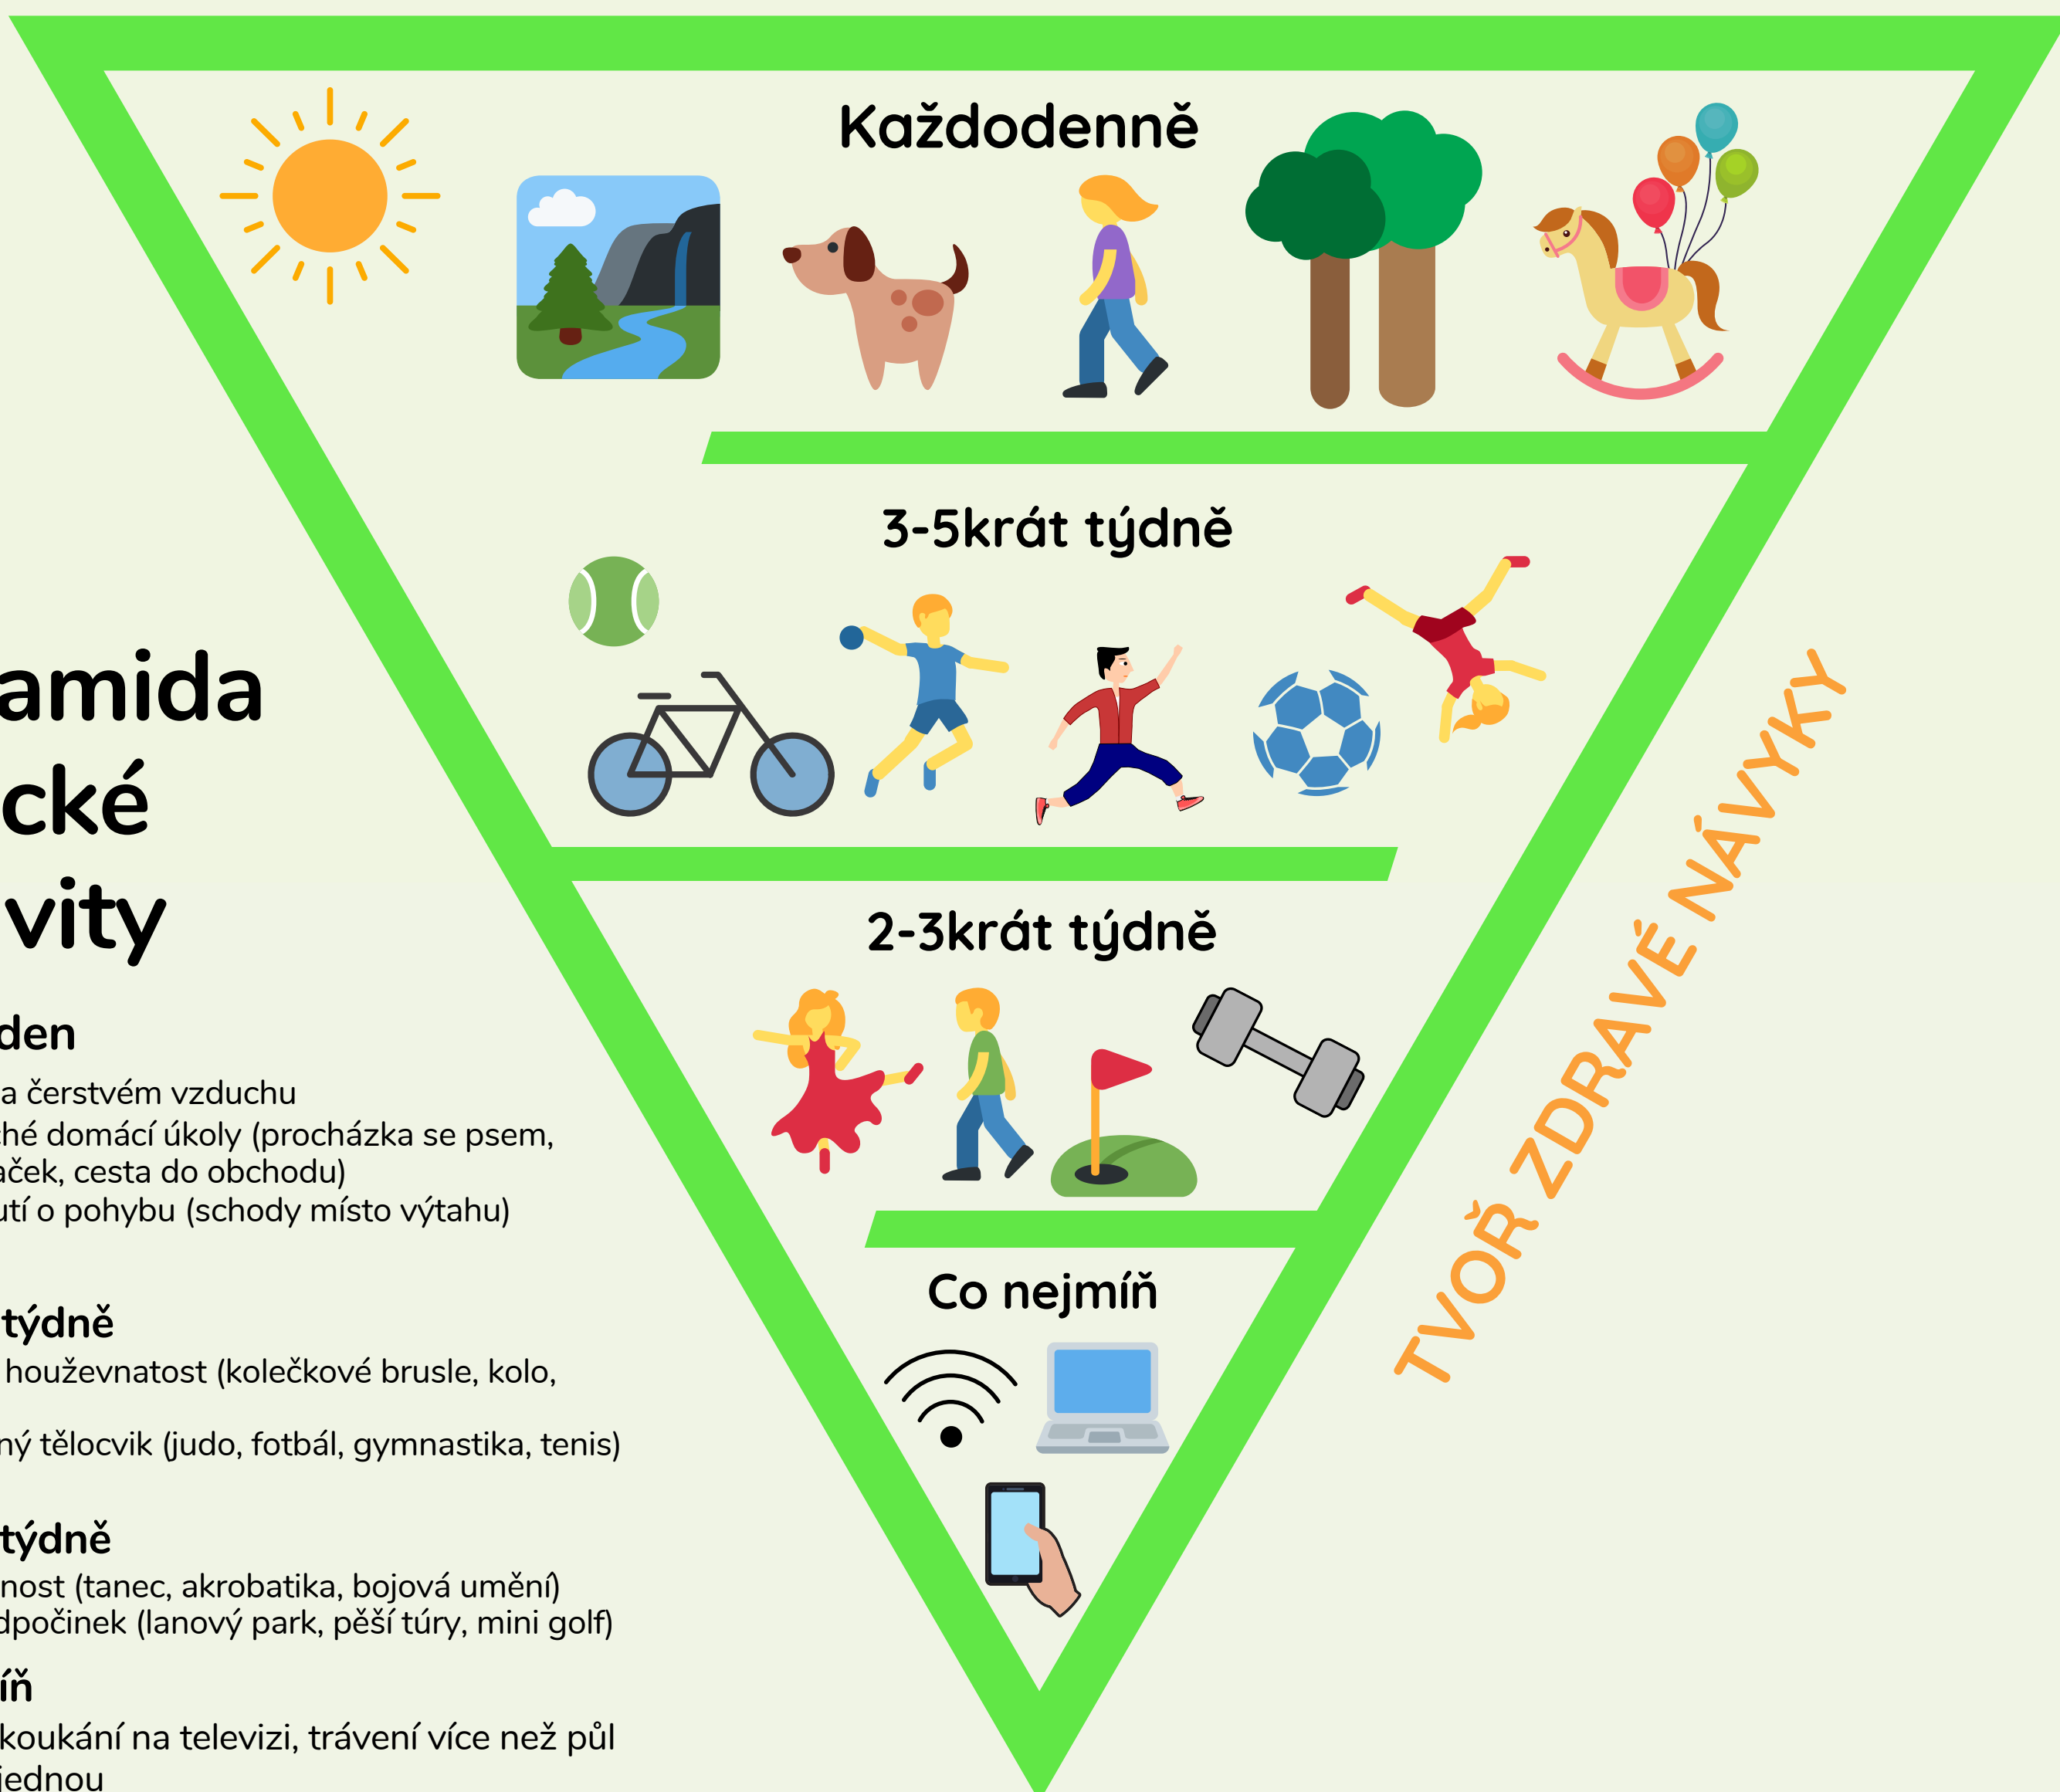 Každodenně
3-5krát týdně
2-3krát týdně
Co nejmíň
TVOŘ ZDRAVÉ NÁVYKY
amida
cké
vity
den
a čerstvém vzduchu
ché domácí úkoly (procházka se psem,
aček, cesta do obchodu)
utí o pohybu (schody místo výtahu)
týdně
houževnatost (kolečkové brusle, kolo,
ný tělocvik (judo, fotbál, gymnastika, tenis)
týdně
nost (tanec, akrobatika, bojová umění)
dpočinek (lanový park, pěší túry, mini golf)
íň
koukání na televizi, trávení více než půl
jednou